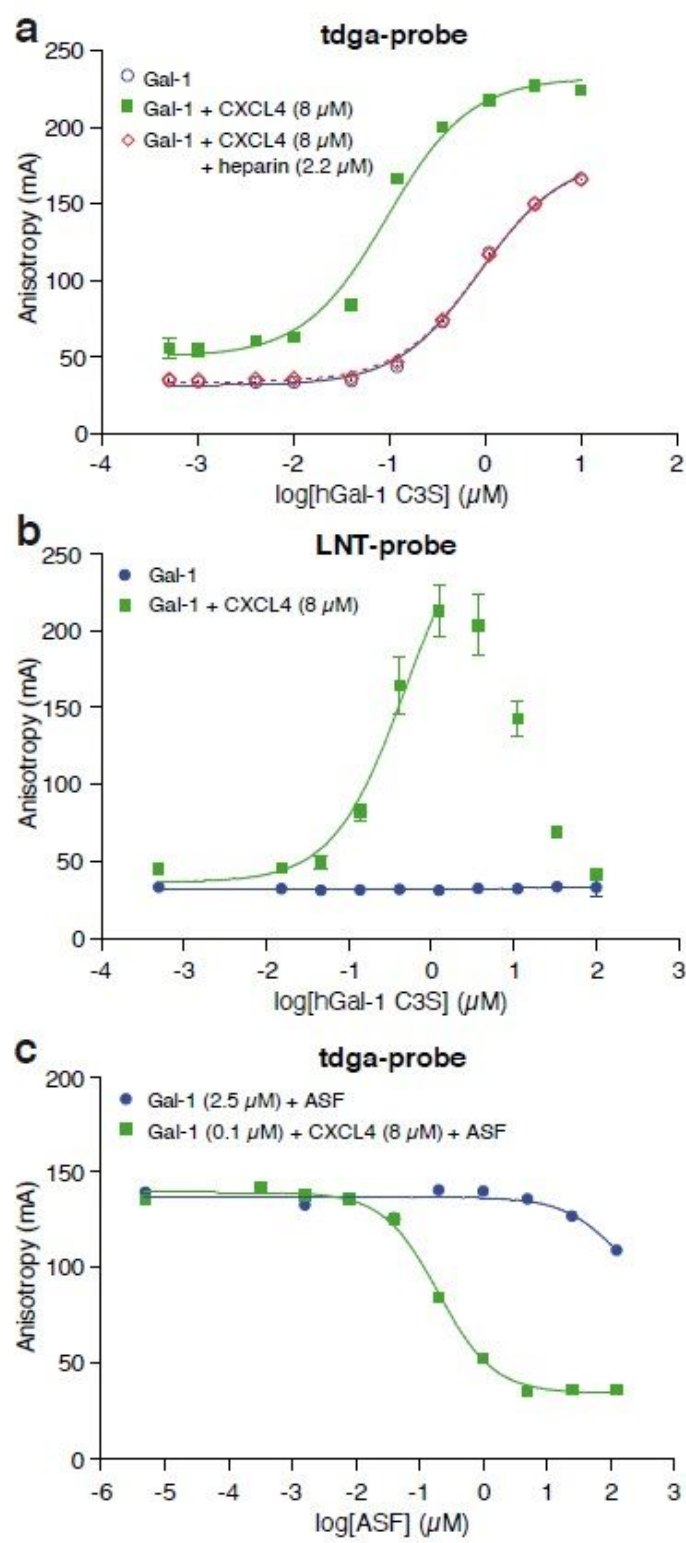 a
tdga-probe
250
200
150
100
50
0
Anisotropy (mA)
Gal-1
Gal-1 + CXCL4 (8 µM)
Gal-1 + CXCL4 (8 µM)
+ heparin (2.2 µM)
-4 -3 -2 -1 0 1 2
log[hGal-1 C3S] (µM)
b
LNT-probe
250
200
150
100
50
0
Anisotropy (mA)
Gal-1
Gal-1 + CXCL4 (8 µM)
-4 -3 -2 -1 0 1 2 3
log[hGal-1 C3S] (µM)
c
tdga-probe
200
150
100
50
0
Anisotropy (mA)
Gal-1 (2.5 µM) + ASF
Gal-1 (0.1 µM) + CXCL4 (8 µM) + ASF
-6 -5 -4 -3 -2 -1 0 1 2 3
log[ASF] (µM)